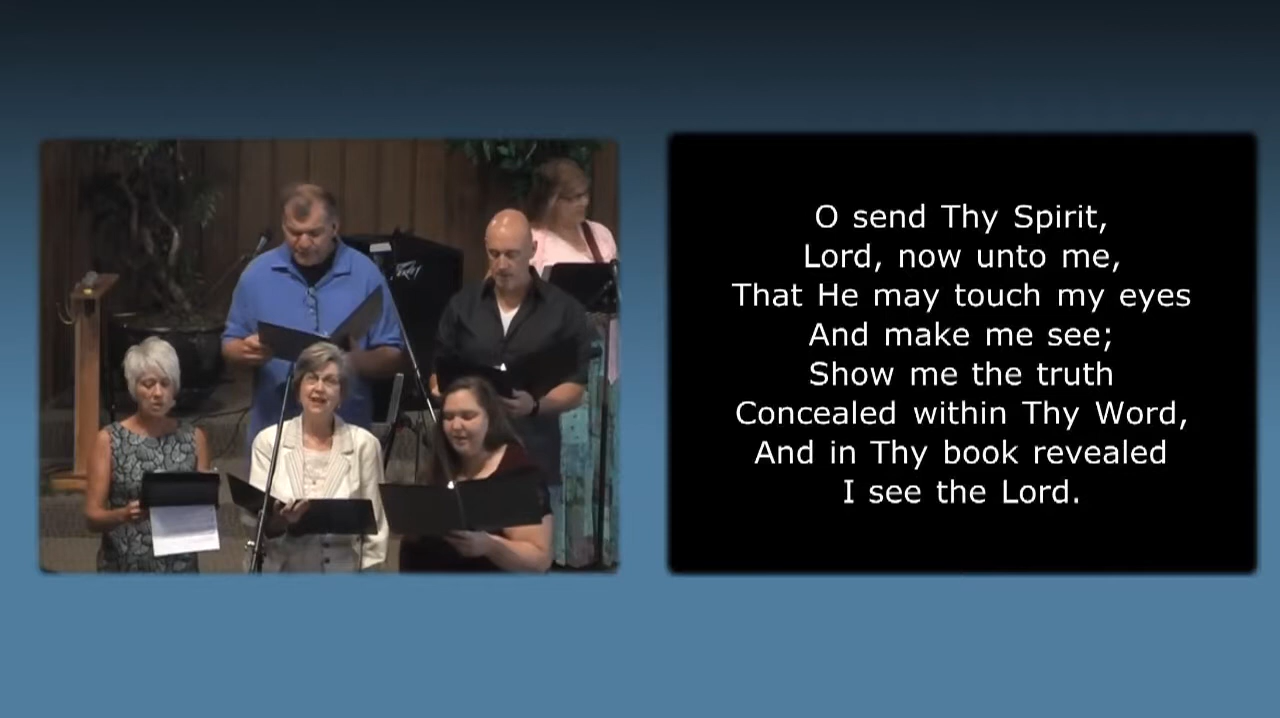 PEAVEY
O send Thy Spirit,
Lord, now unto me,
That He may touch my eyes
And make me see;
Show me the truth
Concealed within Thy Word,
And in Thy book revealed
I see the Lord.